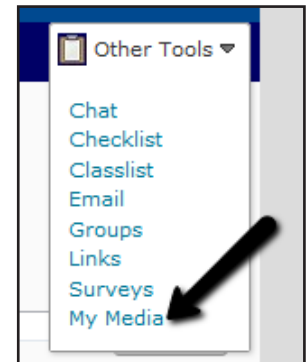 Other Tools
Chat
Checklist
Classlist
Email
Groups
Links
Surveys
My Media